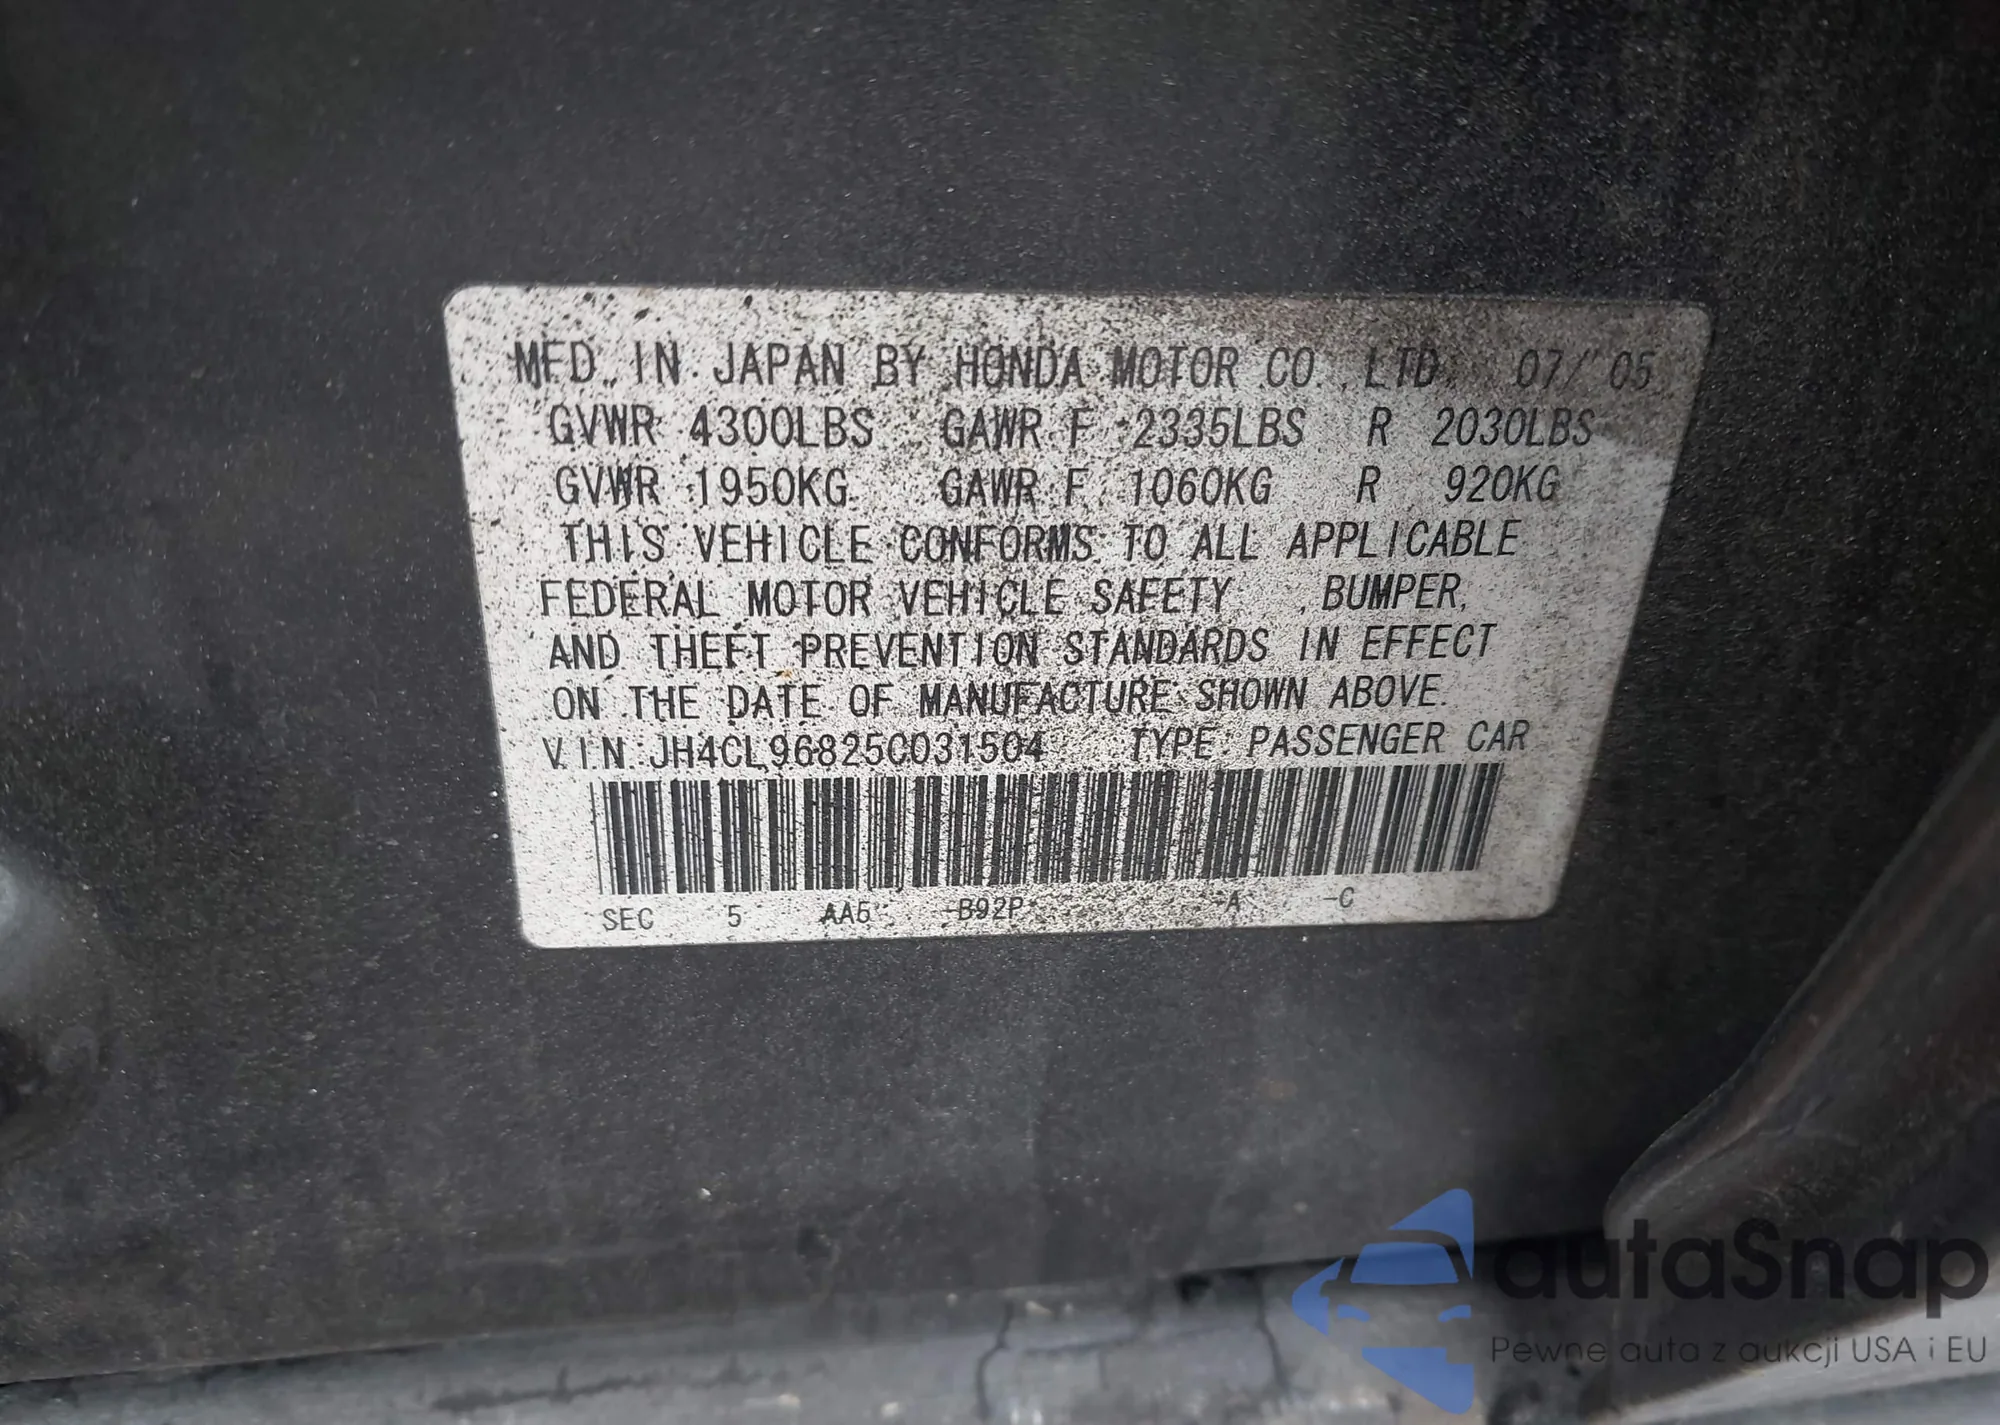 MFD. IN JAPAN BY HONDA MOTOR CO., LTD. 07/'05
GVWR 4300LBS GAWR F 2335LBS R 2030LBS
GVWR 1950KG GAWR F 1060KG R 920KG
THIS VEHICLE CONFORMS TO ALL APPLICABLE
FEDERAL MOTOR VEHICLE SAFETY , BUMPER,
AND THEFT PREVENTION STANDARDS IN EFFECT
ON THE DATE OF MANUFACTURE SHOWN ABOVE.
V.I.N.:JH4CL96825C031504 TYPE: PASSENGER CAR
SEC 5 AA5 -B92P -A -C
autaSnap
Pewne auta z aukcji USA i EU